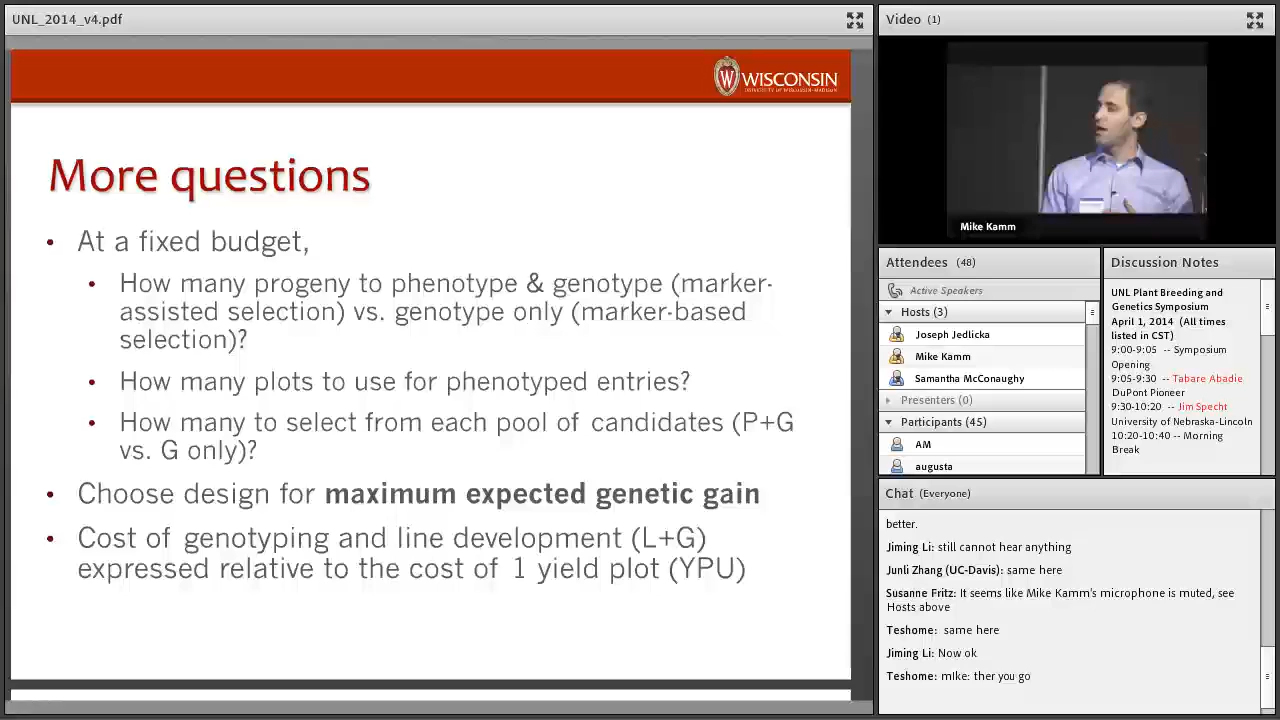 UNL_2014_v4.pdf
WISCONSIN
UNIVERSITY OF WISCONSIN-MADISON
More questions
• At a fixed budget,
• How many progeny to phenotype & genotype (marker-
assisted selection) vs. genotype only (marker-based
selection)?
• How many plots to use for phenotyped entries?
• How many to select from each pool of candidates (P+G
vs. G only)?
• Choose design for maximum expected genetic gain
• Cost of genotyping and line development (L+G)
expressed relative to the cost of 1 yield plot (YPU)
Video (1)
Mike Kamm
Attendees (48)
Active Speakers
Hosts (3)
Joseph Jedlicka
Mike Kamm
Samantha McConaughy
Presenters (0)
Participants (45)
AM
augusta
Discussion Notes
UNL Plant Breeding and
Genetics Symposium
April 1, 2014 (All times
listed in CST)
9:00-9:05 -- Symposium
Opening
9:05-9:30 -- Tabare Abadie
DuPont Pioneer
9:30-10:20 -- Jim Specht
University of Nebraska-Lincoln
10:20-10:40 -- Morning
Break
Chat (Everyone)
better.
Jiming Li: still cannot hear anything
Junli Zhang (UC-Davis): same here
Susanne Fritz: It seems like Mike Kamm's microphone is muted, see
Hosts above
Teshome: same here
Jiming Li: Now ok
Teshome: mIke: ther you go